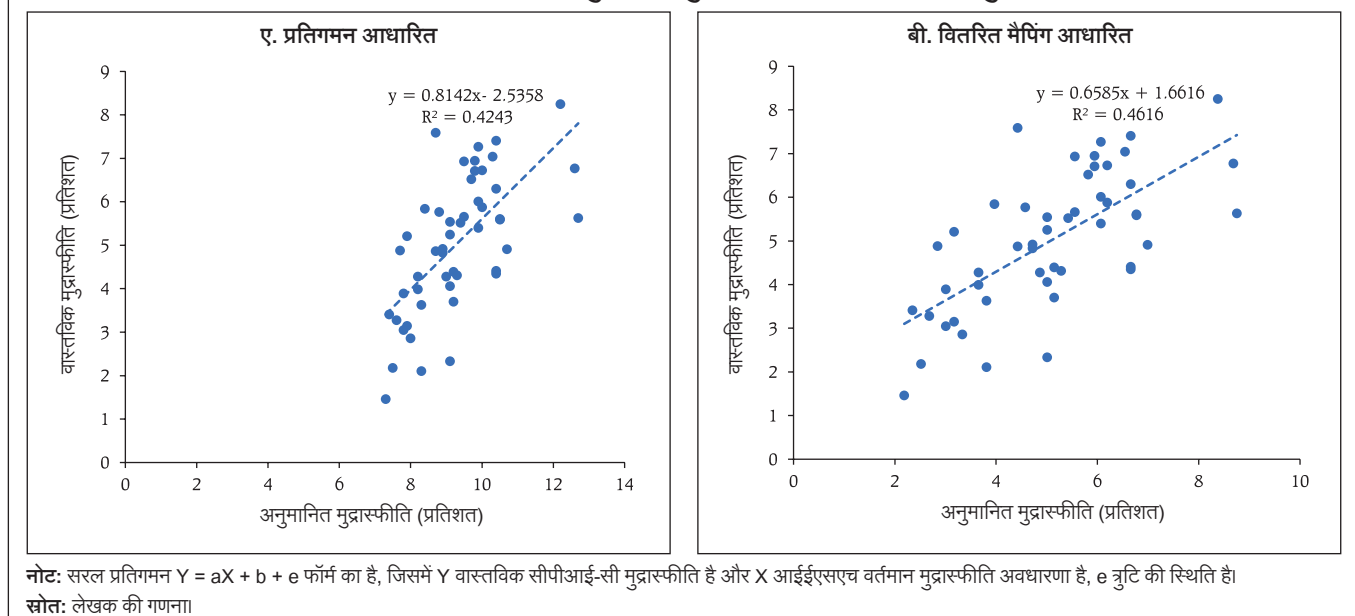 ए. प्रतिगमन आधारित
y = 0.8142x- 2.5358
R² = 0.4243
वास्तविक मुद्रास्फीति (प्रतिशत)
9
8
7
6
5
4
3
2
1
0
0 2 4 6 8 10 12 14
अनुमानित मुद्रास्फीति (प्रतिशत)
बी. वितरित मैपिंग आधारित
y = 0.6585x + 1.6616
R² = 0.4616
वास्तविक मुद्रास्फीति (प्रतिशत)
9
8
7
6
5
4
3
2
1
0
0 2 4 6 8 10
अनुमानित मुद्रास्फीति (प्रतिशत)
नोट: सरल प्रतिगमन Y = aX + b + e फॉर्म का है, जिसमें Y वास्तविक सीपीआई-सी मुद्रास्फीति है और X आईईएसएच वर्तमान मुद्रास्फीति अवधारणा है, e त्रुटि की स्थिति है।
स्रोत: लेखक की गणना।